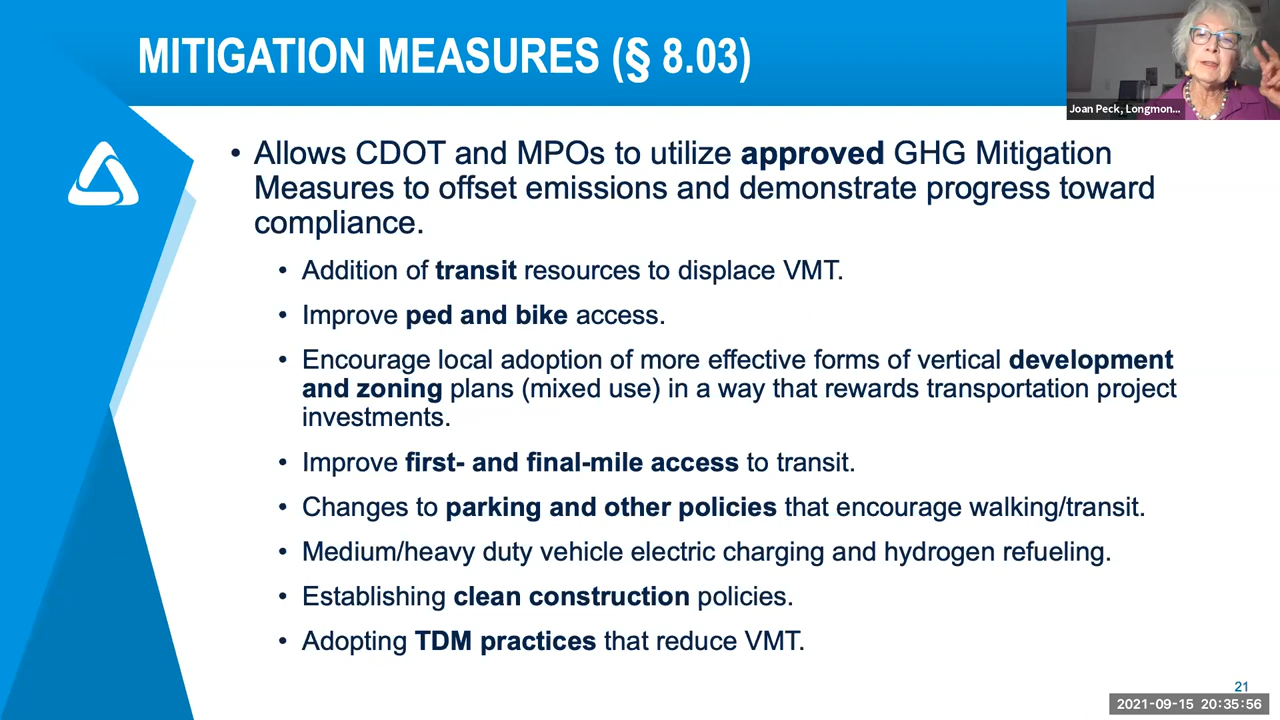 MITIGATION MEASURES (§ 8.03)
Joan Peck, Longmon...
• Allows CDOT and MPOs to utilize approved GHG Mitigation
Measures to offset emissions and demonstrate progress toward
compliance.
• Addition of transit resources to displace VMT.
• Improve ped and bike access.
• Encourage local adoption of more effective forms of vertical development
and zoning plans (mixed use) in a way that rewards transportation project
investments.
• Improve first- and final-mile access to transit.
• Changes to parking and other policies that encourage walking/transit.
• Medium/heavy duty vehicle electric charging and hydrogen refueling.
• Establishing clean construction policies.
• Adopting TDM practices that reduce VMT.
21
2021-09-15 20:35:56